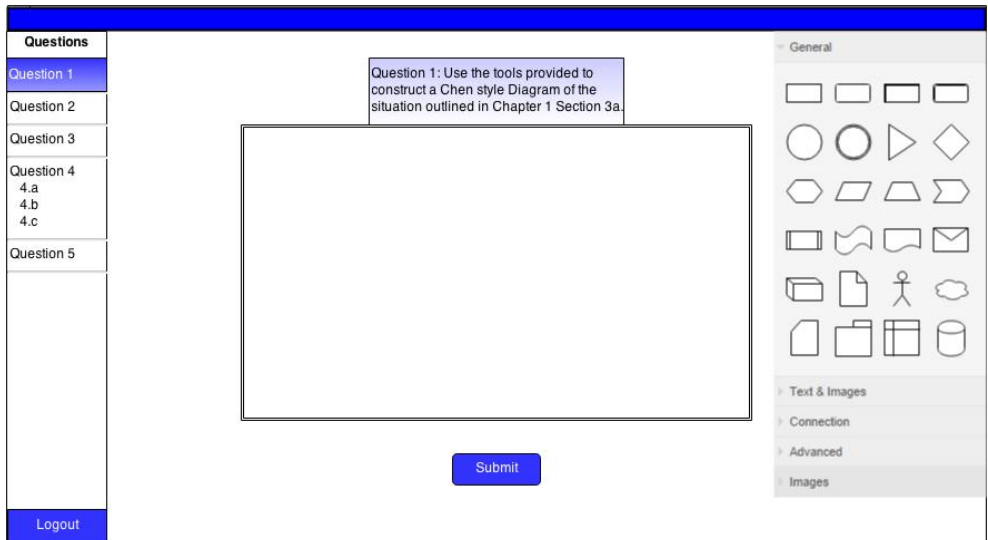 Questions
Question 1
Question 2
Question 3
Question 4
4.a
4.b
4.c
Question 5
Logout
Question 1: Use the tools provided to
construct a Chen style Diagram of the
situation outlined in Chapter 1 Section 3a.
Submit
General
Text & Images
Connection
Advanced
Images